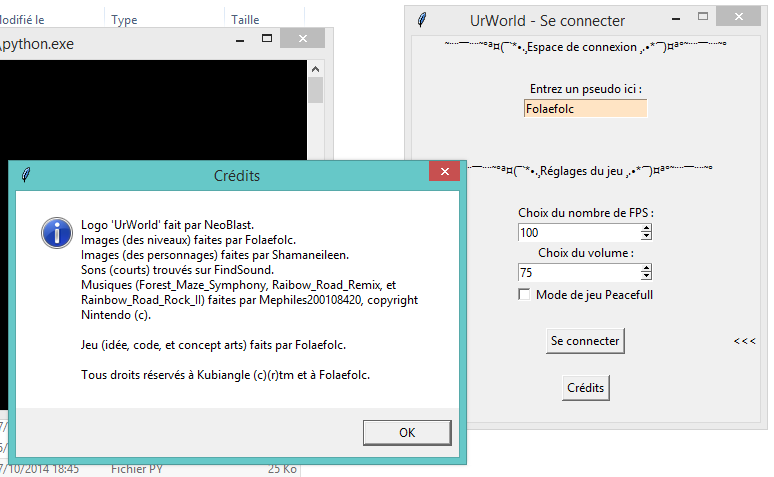 Modifié le
Type
Taille
\python.exe
UrWorld - Se connecter
~¨¨¯¯¨¨~°ª¤(¯`*•.¸Espace de connexion ¸.•*´¯)¤ª°~¨¨¯¯¨¨~°
Entrez un pseudo ici :
Folaefolc
¯¯¨¨~°ª¤(¯`*•.¸Réglages du jeu ¸.•*´¯)¤ª°~¨¨¯¯¨¨~°
Choix du nombre de FPS :
100
Choix du volume :
75
Mode de jeu Peacefull
Se connecter
<<<
Crédits
Crédits
Logo 'UrWorld' fait par NeoBlast.
Images (des niveaux) faites par Folaefolc.
Images (des personnages) faites par Shamaneileen.
Sons (courts) trouvés sur FindSound.
Musiques (Forest_Maze_Symphony, Raibow_Road_Remix, et
Rainbow_Road_Rock_II) faites par Mephiles200108420, copyright
Nintendo (c).
Jeu (idée, code, et concept arts) faits par Folaefolc.
Tous droits réservés à Kubiangle (c)(r)tm et à Folaefolc.
OK
7/10/2014 18:45
Fichier PY
25 Ko